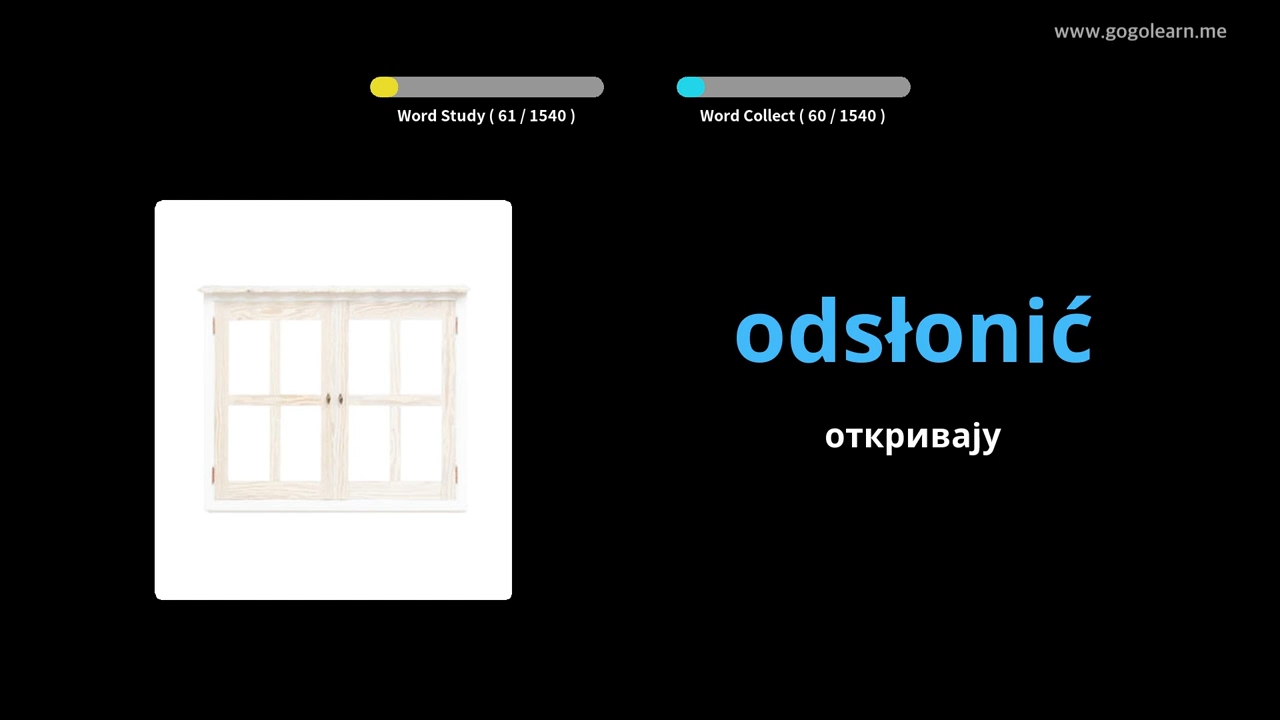 www.gogolearn.me
Word Study ( 61 / 1540 )
Word Collect ( 60 / 1540 )
odsłonić
откривају